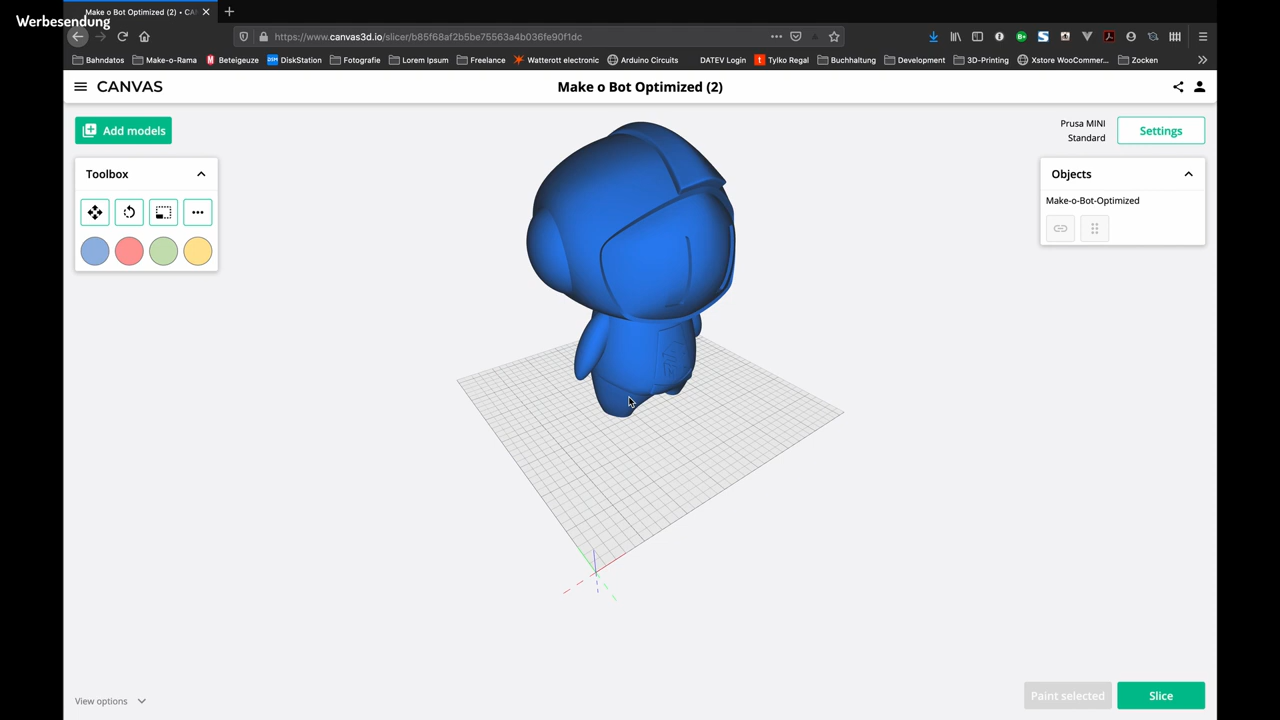 Make o Bot Optimized (2) • CA
Werbesendung
https://www.canvas3d.io/slicer/b85f68af2b5be75563a4b036fe90f1dc
Bahndatos Make-o-Rama Beteigeuze DiskStation Fotografie Lorem Ipsum Freelance Watterott electronic Arduino Circuits DATEV Login Tylko Regal Buchhaltung Development 3D-Printing Xstore WooCommer... Zocken
CANVAS
Make o Bot Optimized (2)
Add models
Prusa MINI
Standard
Settings
Toolbox
Objects
Make-o-Bot-Optimized
View options
Paint selected
Slice